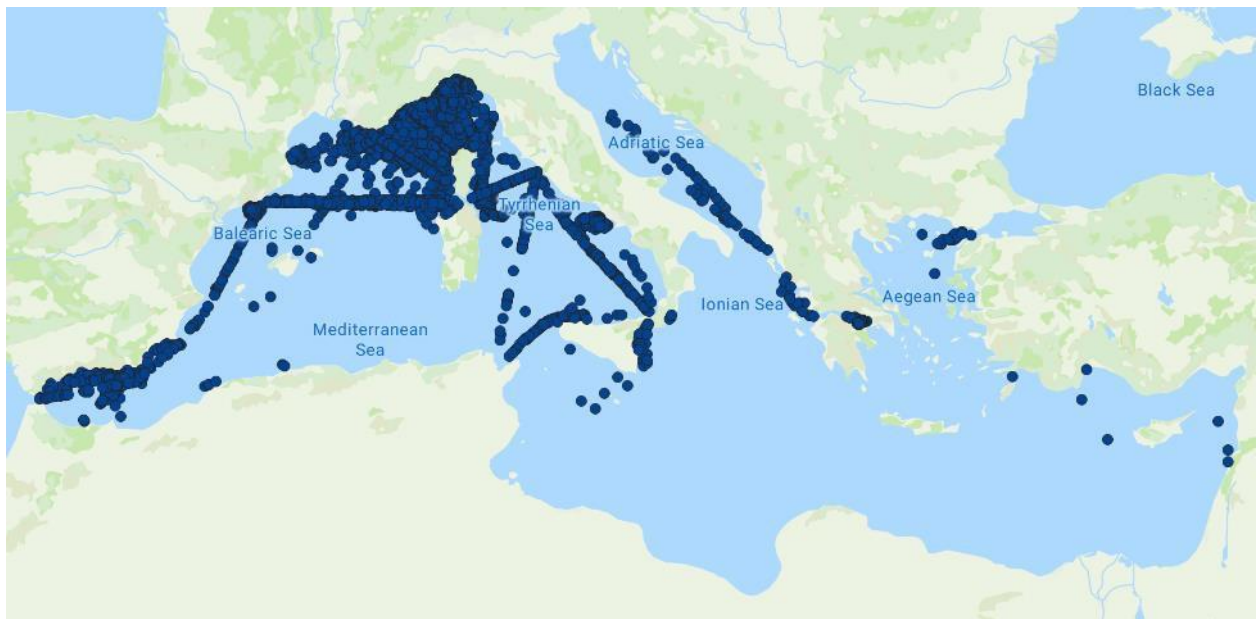 Black Sea
Adriatic Sea
Tyrrhenian
Sea
Balearic Sea
Ionian Sea
Aegean Sea
Mediterranean
Sea